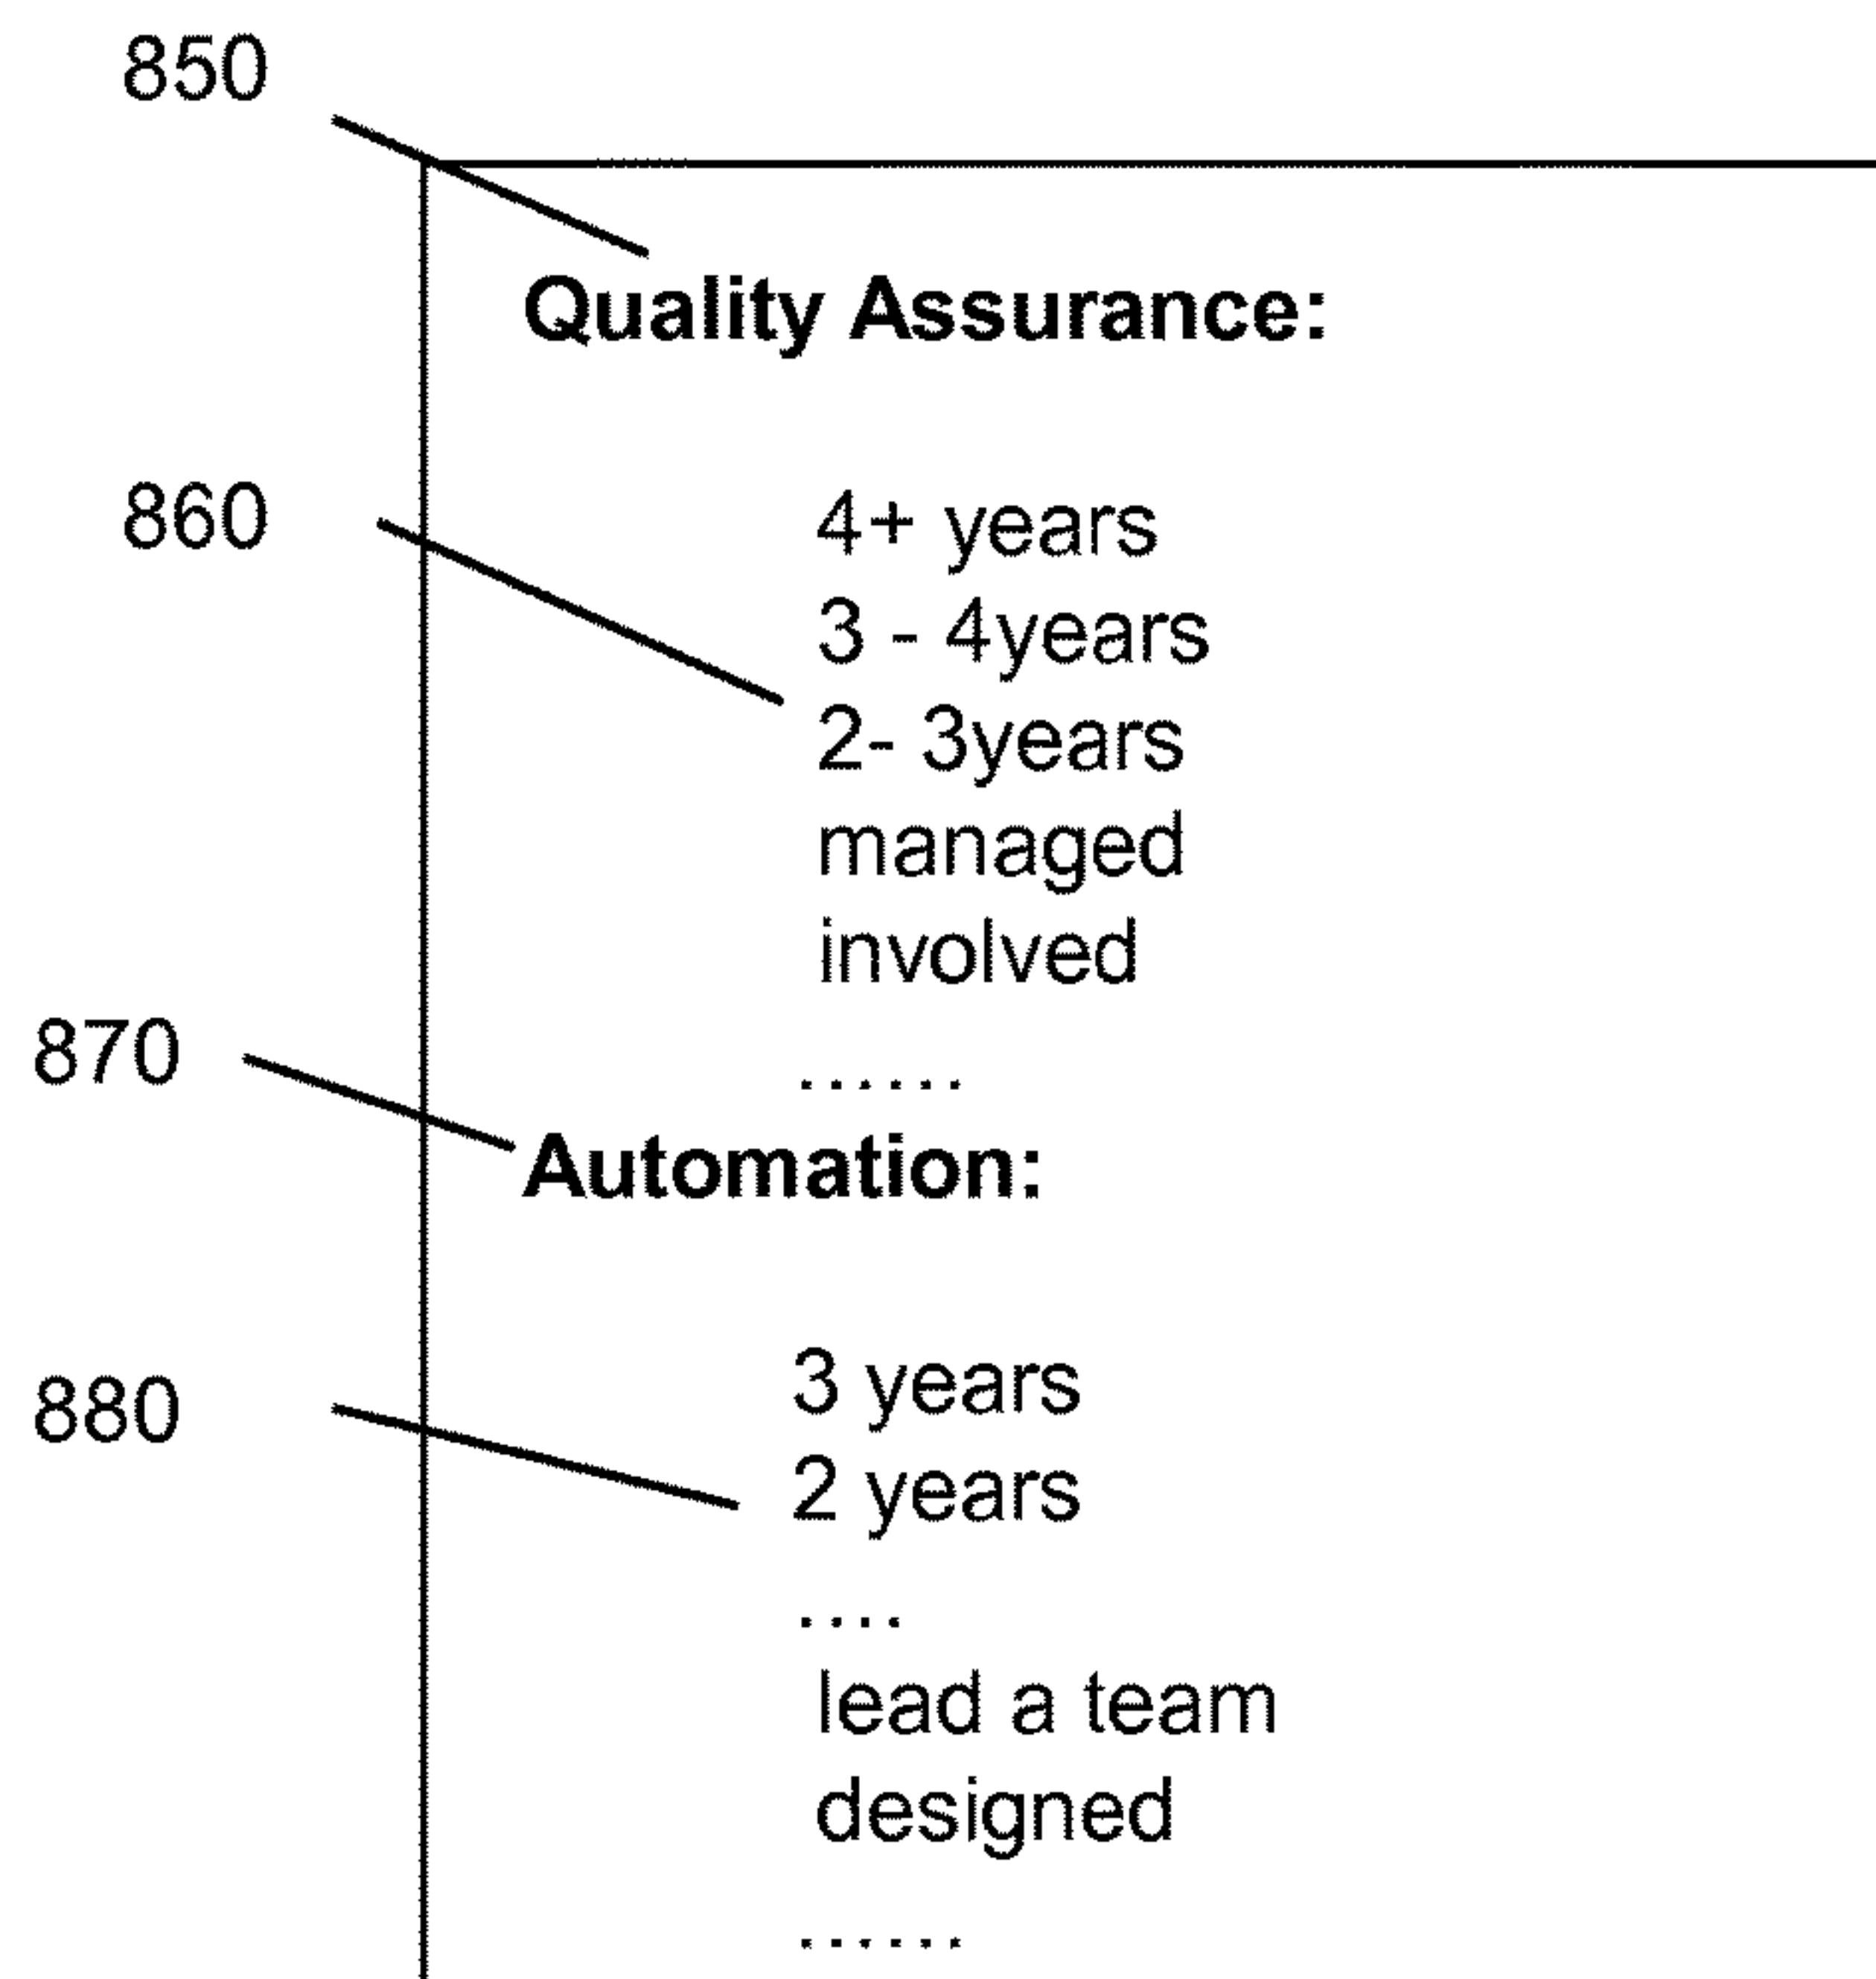 850
Quality Assurance:
860
4+ years
3 - 4years
2- 3years
managed
involved
870
......
Automation:
3 years
880
2 years
....
lead a team
designed
......